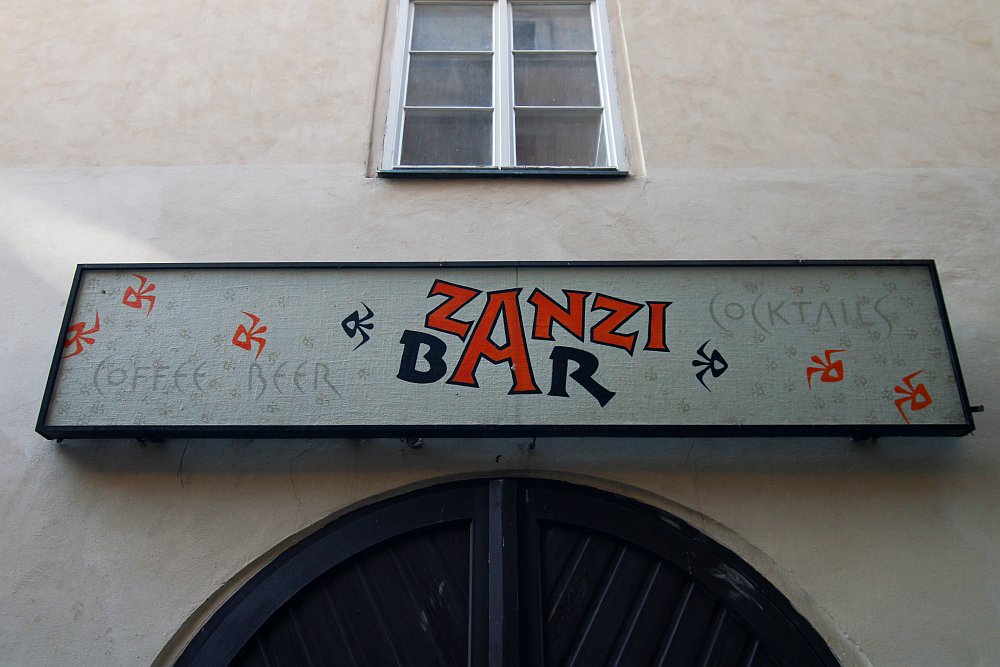 ZANZI
BAR
COFFEE BEER
COCKTAILS